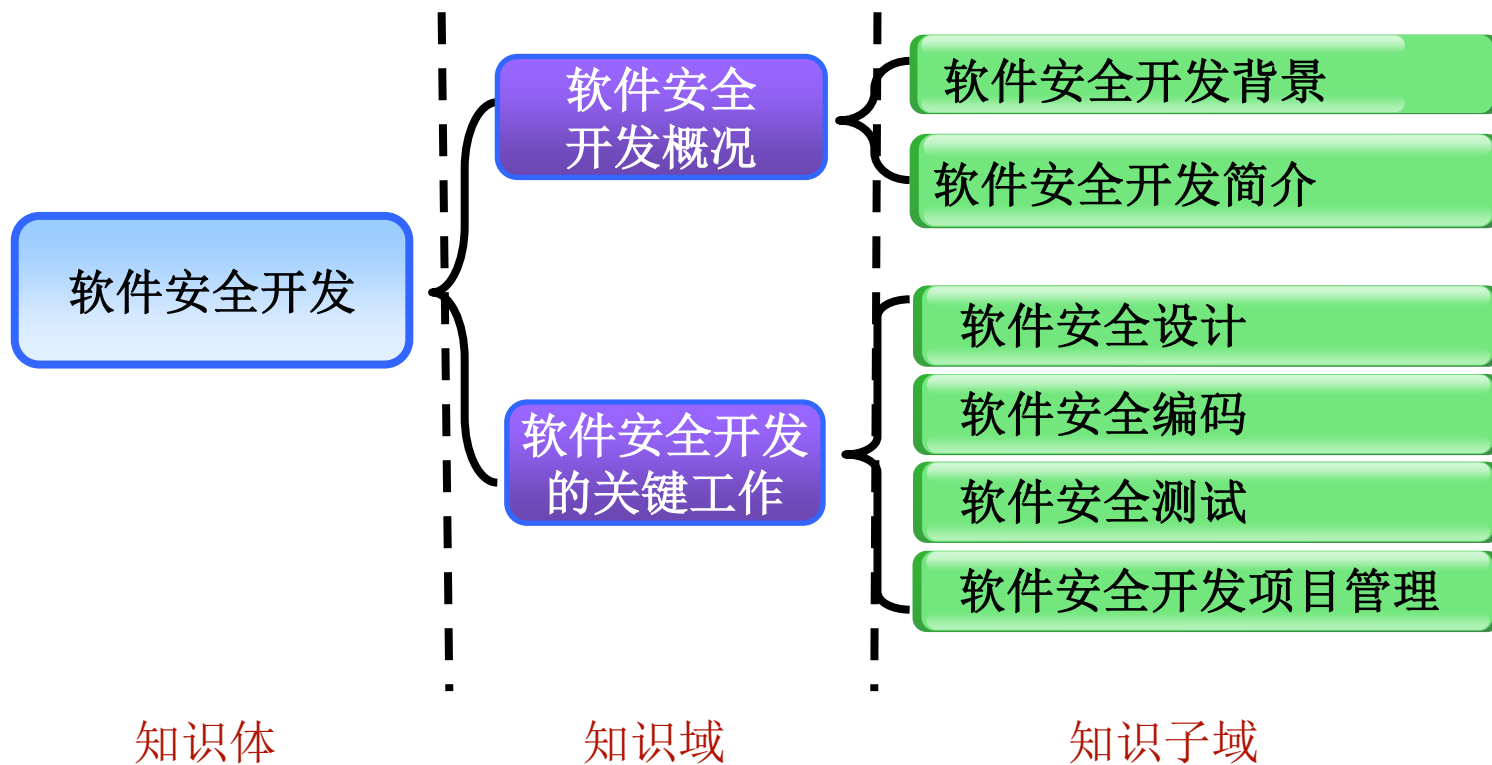 软件安全开发
软件安全
开发概况
软件安全开发
的关键工作
软件安全开发背景
软件安全开发简介
软件安全设计
软件安全编码
软件安全测试
软件安全开发项目管理
知识体
知识域
知识子域